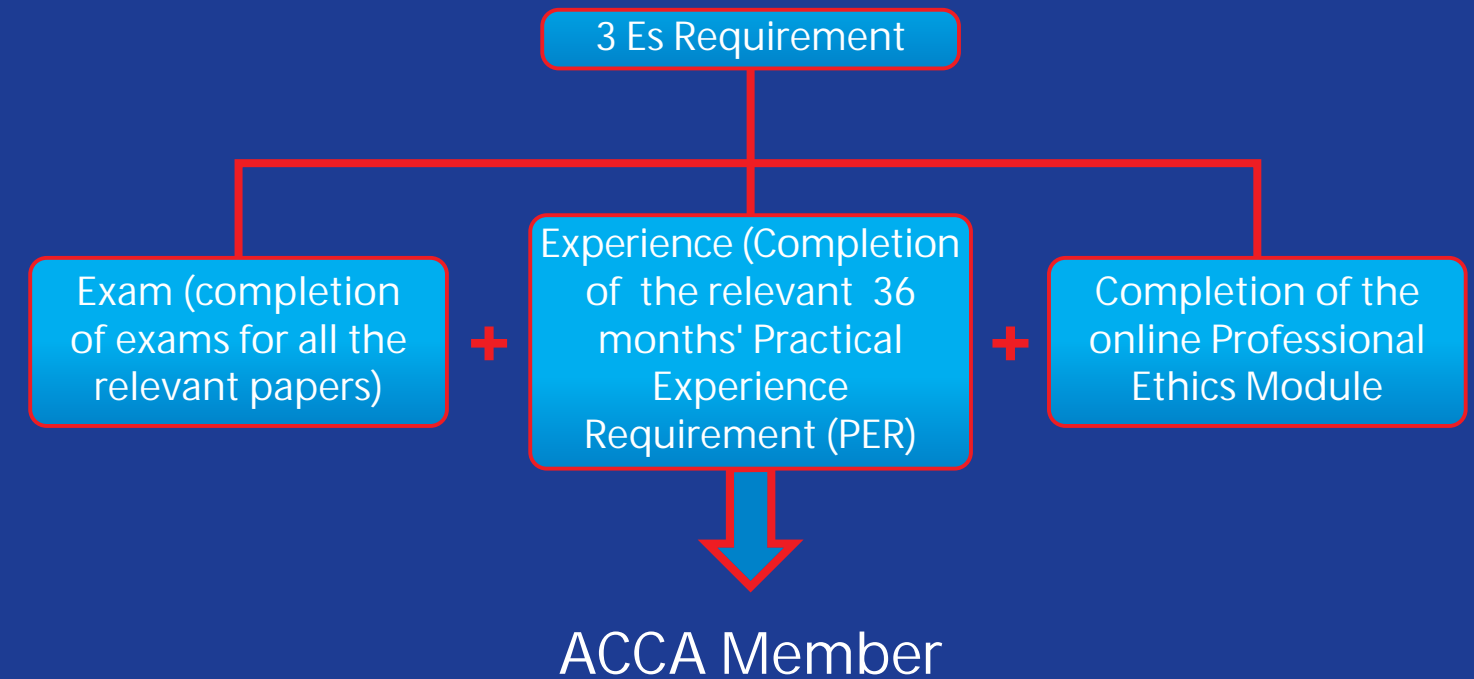 3 Es Requirement
Exam (completion
of exams for all the
relevant papers)
+
Experience (Completion
of the relevant 36
months' Practical
Experience
Requirement (PER)
+
Completion of the
online Professional
Ethics Module
ACCA Member